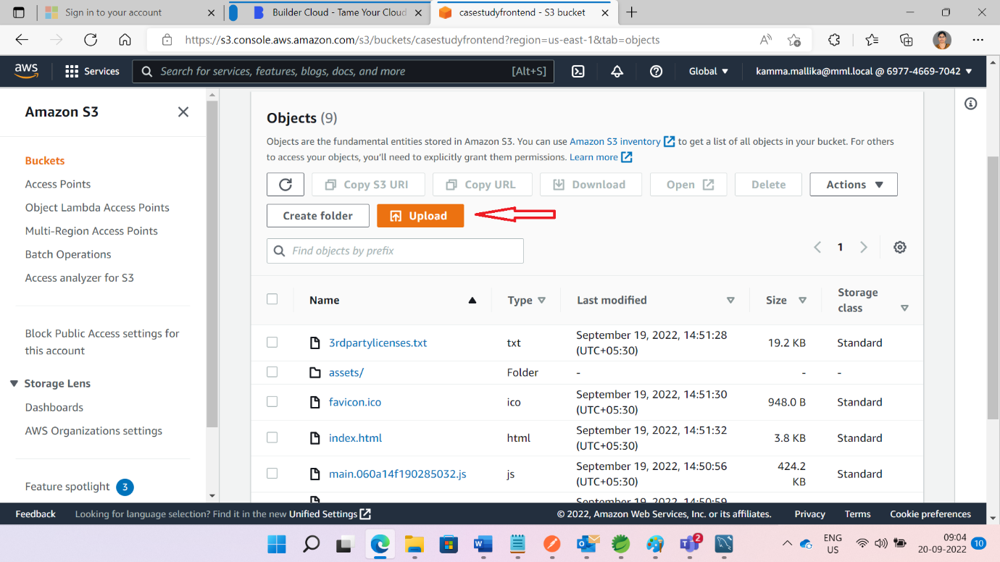 Sign in to your account
Builder Cloud - Tame Your Cloud
casestudyfrontend - S3 bucket
https://s3.console.aws.amazon.com/s3/buckets/casestudyfrontend?region=us-east-1&tab=objects
aws
Services
Search for services, features, blogs, docs, and more
[Alt+S]
Global
kamma.mallika@mml.local @ 6977-4669-7042
Amazon S3
Buckets
Access Points
Object Lambda Access Points
Multi-Region Access Points
Batch Operations
Access analyzer for S3
Block Public Access settings for
this account
Storage Lens
Dashboards
AWS Organizations settings
Feature spotlight 3
Objects (9)
Objects are the fundamental entities stored in Amazon S3. You can use Amazon S3 inventory to get a list of all objects in your bucket. For others
to access your objects, you'll need to explicitly grant them permissions. Learn more
Copy S3 URI
Copy URL
Download
Open
Delete
Actions
Create folder
Upload
Find objects by prefix
1
Name
Type
Last modified
Size
Storage
class
3rdpartylicenses.txt
txt
September 19, 2022, 14:51:28
(UTC+05:30)
19.2 KB
Standard
assets/
Folder
-
-
-
favicon.ico
ico
September 19, 2022, 14:51:30
(UTC+05:30)
948.0 B
Standard
index.html
html
September 19, 2022, 14:51:32
(UTC+05:30)
3.8 KB
Standard
main.060a14f190285032.js
js
September 19, 2022, 14:50:56
(UTC+05:30)
424.2
KB
Standard
September 19, 2022, 14:50:59
Feedback
Looking for language selection? Find it in the new Unified Settings
© 2022, Amazon Web Services, Inc. or its affiliates.
Privacy
Terms
Cookie preferences
2
ENG
US
09:04
20-09-2022
10